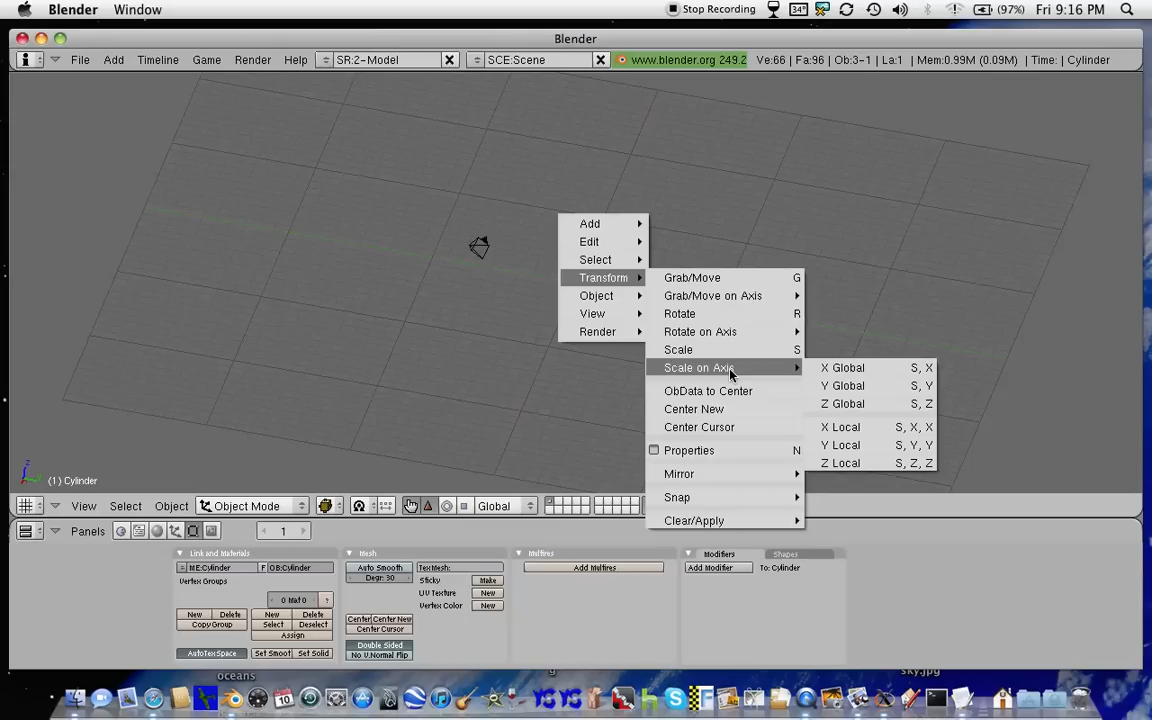 Blender Window Stop Recording 34° (97%) Fri 9:16 PM
Blender
File Add Timeline Game Render Help SR:2-Model SCE:Scene www.blender.org 249.2 Ve:66 | Fa:96 | Ob:3-1 | La:1 | Mem:0.99M (0.09M) | Time: | Cylinder
Add
Edit
Select
Transform
Object
View
Render
Grab/Move G
Grab/Move on Axis
Rotate R
Rotate on Axis
Scale S
Scale on Axis
ObData to Center
Center New
Center Cursor
Properties N
Mirror
Snap
Clear/Apply
X Global S, X
Y Global S, Y
Z Global S, Z
X Local S, X, X
Y Local S, Y, Y
Z Local S, Z, Z
(1) Cylinder
View Select Object Object Mode Global
Panels 1
Link and Materials Mesh Multires Modifiers Shapes
ME:Cylinder F OB:Cylinder Auto Smooth TexMesh: Add Multires Add Modifier To: Cylinder
Vertex Groups Degr: 30 Sticky Make
UV Texture New
0 Mat 0 ? Vertex Color New
New Delete New Delete Center Center New
Copy Group Select Deselect Center Cursor
Assign
Double Sided
AutoTexSpace Set Smoot Set Solid No V.Normal Flip
oceans sky.jpg